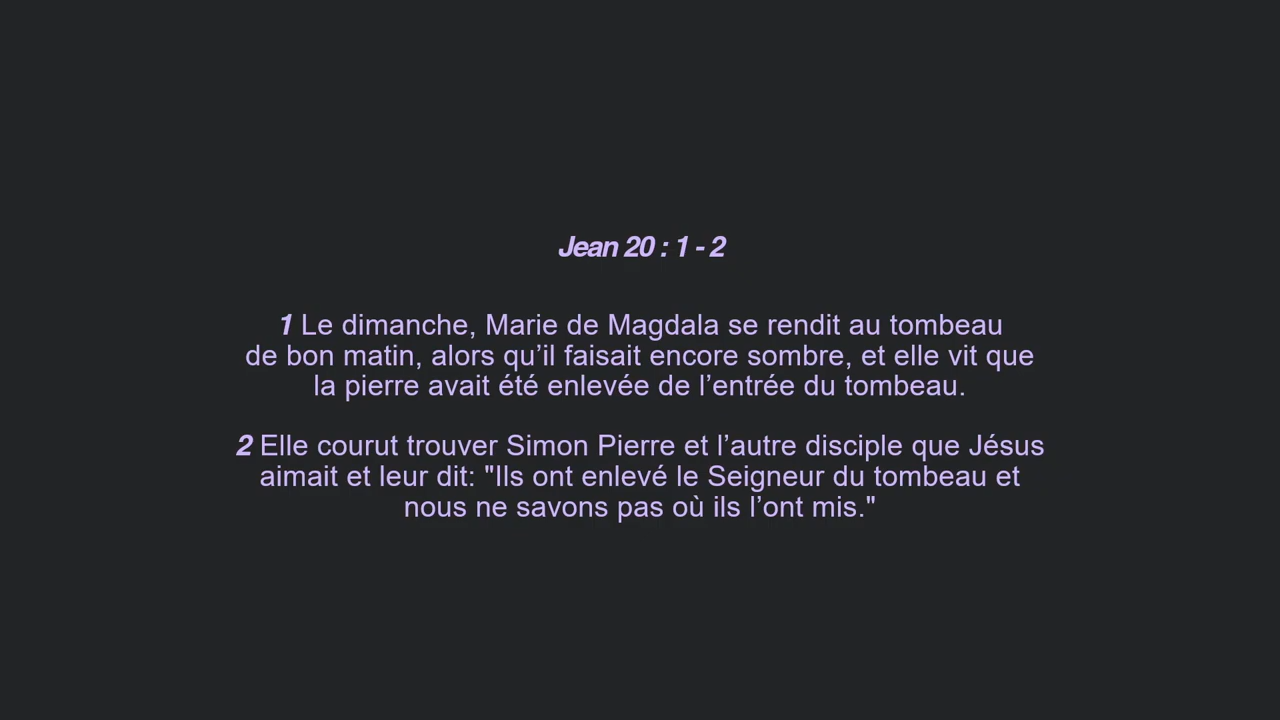 Jean 20 : 1 - 2
1 Le dimanche, Marie de Magdala se rendit au tombeau
de bon matin, alors qu’il faisait encore sombre, et elle vit que
la pierre avait été enlevée de l’entrée du tombeau.
2 Elle courut trouver Simon Pierre et l’autre disciple que Jésus
aimait et leur dit: "Ils ont enlevé le Seigneur du tombeau et
nous ne savons pas où ils l’ont mis."